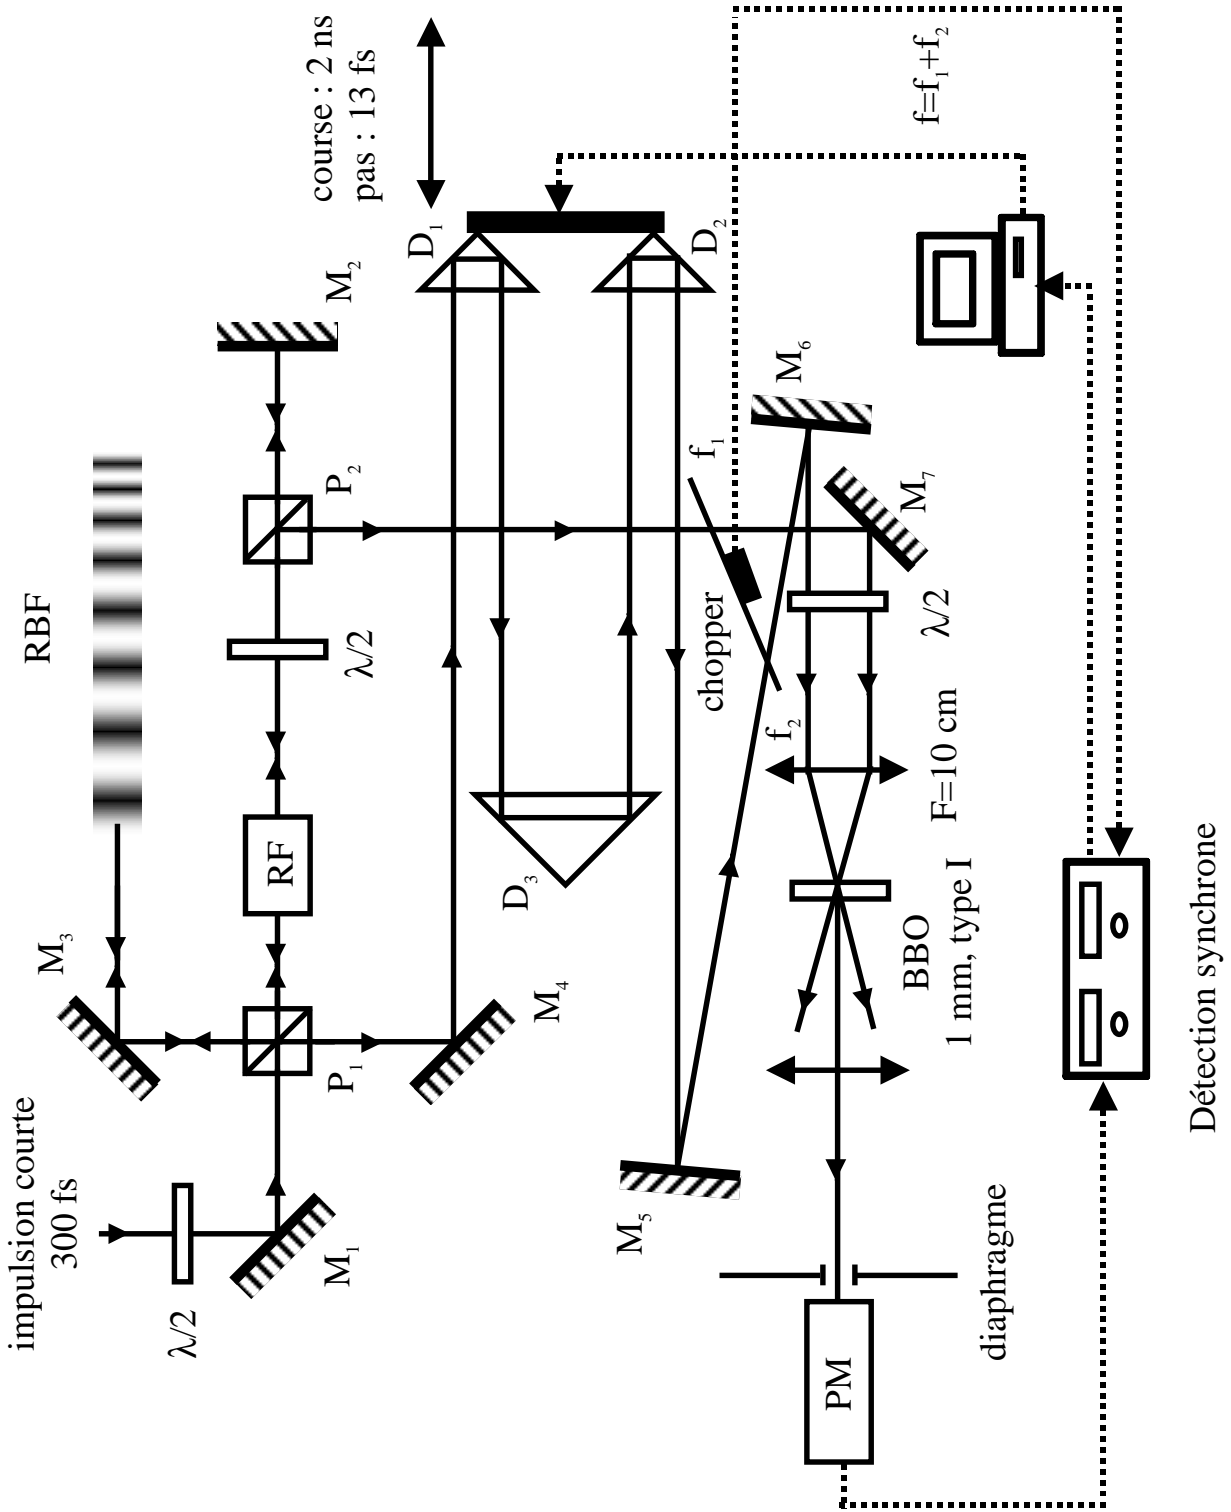 impulsion courte
300 fs
λ/2
M1
M3
P1
M4
RBF
RF
λ/2
P2
M2
course : 2 ns
pas : 13 fs
D1
D2
D3
M5
M6
M7
chopper
f1
f2
λ/2
F=10 cm
BBO
1 mm, type I
diaphragme
PM
f=f1+f2
Détection synchrone